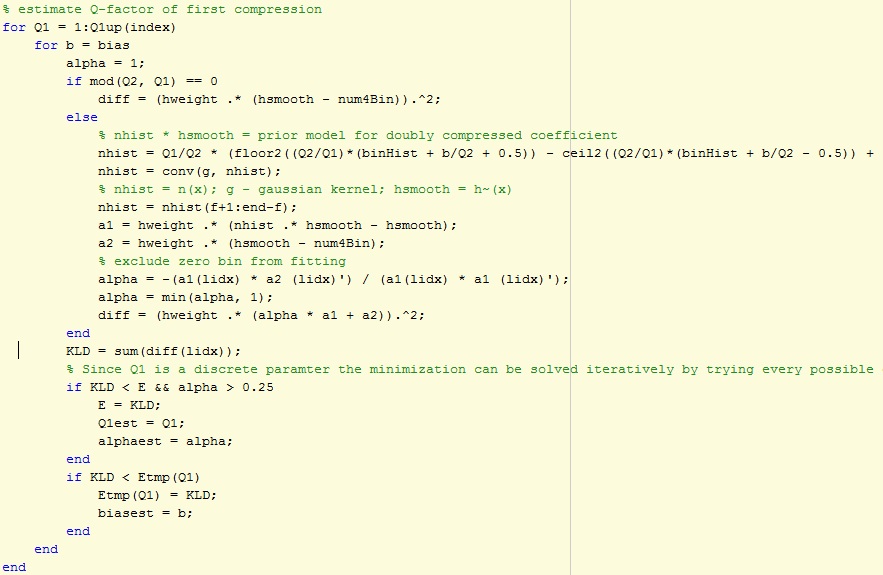 % estimate Q-factor of first compression
for Q1 = 1:Q1up(index)
    for b = bias
        alpha = 1;
        if mod(Q2, Q1) == 0
            diff = (hweight .* (hsmooth - num4Bin)).^2;
        else
            % nhist * hsmooth = prior model for doubly compressed coefficient
            nhist = Q1/Q2 * (floor2((Q2/Q1)*(binHist + b/Q2 + 0.5)) - ceil2((Q2/Q1)*(binHist + b/Q2 - 0.5)) +
            nhist = conv(g, nhist);
            % nhist = n(x); g - gaussian kernel; hsmooth = h~(x)
            nhist = nhist(f+1:end-f);
            a1 = hweight .* (nhist .* hsmooth - hsmooth);
            a2 = hweight .* (hsmooth - num4Bin);
            % exclude zero bin from fitting
            alpha = -(a1(lidx) * a2 (lidx)') / (a1(lidx) * a1 (lidx)');
            alpha = min(alpha, 1);
            diff = (hweight .* (alpha * a1 + a2)).^2;
        end
        KLD = sum(diff(lidx));
        % Since Q1 is a discrete paramter the minimization can be solved iteratively by trying every possible
        if KLD < E && alpha > 0.25
            E = KLD;
            Q1est = Q1;
            alphaest = alpha;
        end
        if KLD < Etmp(Q1)
            Etmp(Q1) = KLD;
            biasest = b;
        end
    end
end